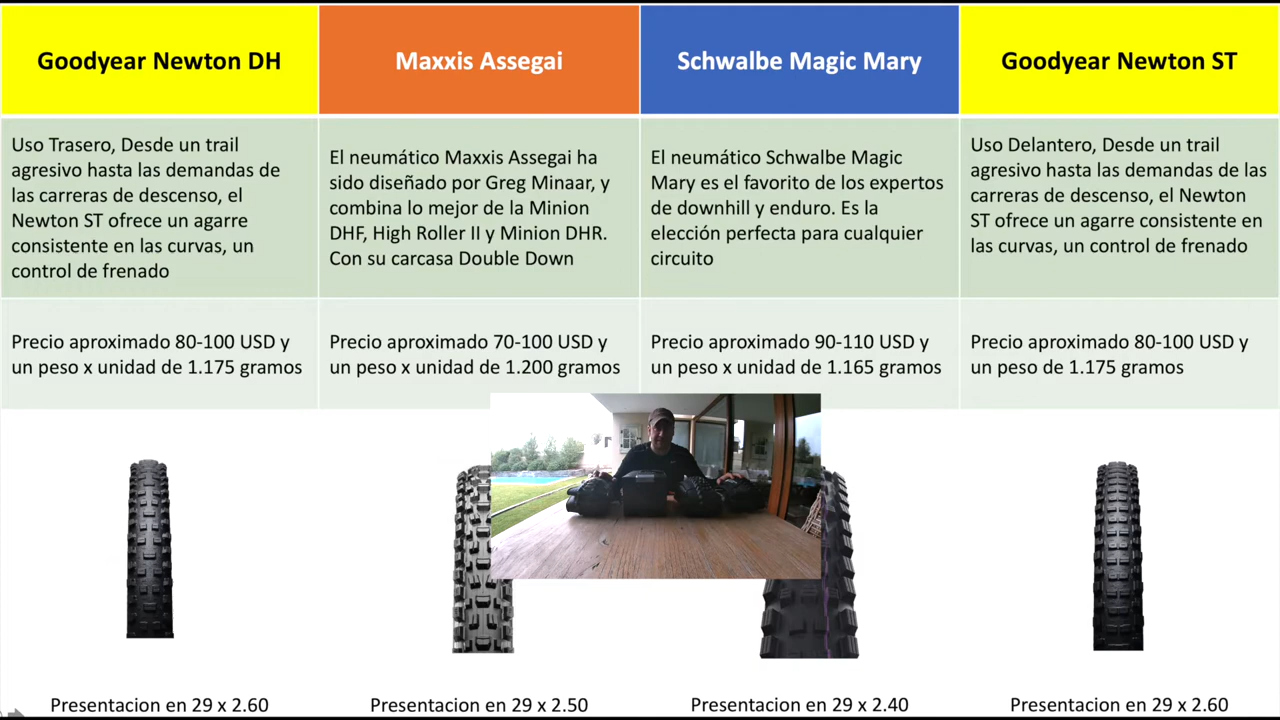 Goodyear Newton DH
Maxxis Assegai
Schwalbe Magic Mary
Goodyear Newton ST
Uso Trasero, Desde un trail
agresivo hasta las demandas de
las carreras de descenso, el
Newton ST ofrece un agarre
consistente en las curvas, un
control de frenado
El neumático Maxxis Assegai ha
sido diseñado por Greg Minaar, y
combina lo mejor de la Minion
DHF, High Roller II y Minion DHR.
Con su carcasa Double Down
El neumático Schwalbe Magic
Mary es el favorito de los expertos
de downhill y enduro. Es la
elección perfecta para cualquier
circuito
Uso Delantero, Desde un trail
agresivo hasta las demandas de las
carreras de descenso, el Newton
ST ofrece un agarre consistente en
las curvas, un control de frenado
Precio aproximado 80-100 USD y
un peso x unidad de 1.175 gramos
Precio aproximado 70-100 USD y
un peso x unidad de 1.200 gramos
Precio aproximado 90-110 USD y
un peso x unidad de 1.165 gramos
Precio aproximado 80-100 USD y
un peso de 1.175 gramos
Presentacion en 29 x 2.60
Presentacion en 29 x 2.50
Presentacion en 29 x 2.40
Presentacion en 29 x 2.60